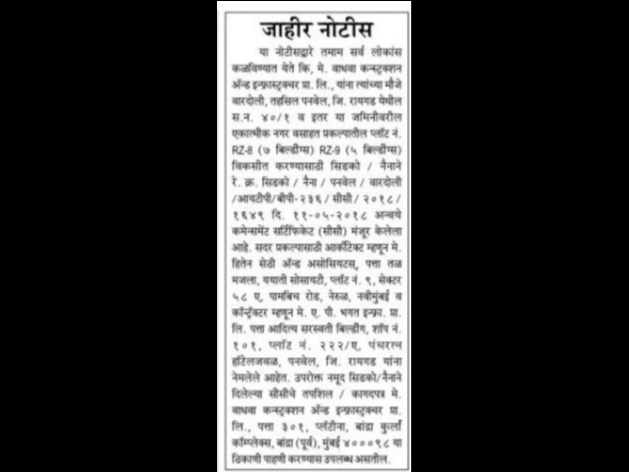 जाहीर नोटीस
या नोटीसद्वारे तमाम सर्व लोकांस
कळविण्यात येते कि, मे. वाधवा कन्स्ट्रक्शन
अ‍ॅन्ड इन्फ्रास्ट्रक्चर प्रा. लि., यांना त्यांच्या मौजे
वारदोली, तहसिल पनवेल, जि. रायगड येथील
स.न. ४०/१ व इतर या जमिनीवरील
एकात्मीक नगर वसाहत प्रकल्पातील प्लॉट नं.
RZ-8 (७ बिल्डींग्स) RZ-9 (५ बिल्डींग्स)
विकसीत करण्यासाठी सिडको / नैनाने
रे. क्र. सिडको / नैना / पनवेल / वारदोली
/आयटीपी/बीपी-२३६/ सीसी/ २०१८/
१६४९ दि. ११-०५-२०१८ अन्वये
कमेन्समेंट सर्टिफिकेट (सीसी) मंजूर केलेला
आहे. सदर प्रकल्पासाठी आर्कीटेक्ट म्हणून मे.
हितेन सेठी अ‍ॅन्ड असोसियटस्, पत्ता तळ
मजला, ययाती सोसायटी, प्लॉट नं. ९, सेक्टर
५८ ए, पामबिच रोड, नेरुळ, नवीमुंबई व
कॉन्ट्रॅक्टर म्हणून मे. ए. पी. भगत इन्फ्रा. प्रा.
लि. पत्ता आदित्य सरस्वती बिल्डींग, शॉप नं.
१०१, प्लॉट नं. २२२/ए, पंचरत्न
हॉटेलजवळ, पनवेल, जि. रायगड यांना
नेमलेले आहेत. उपरोक्त नमूद सिडको/नैनाने
दिलेल्या सीसीचे तपशिल / कागदपत्र मे.
वाधवा कन्स्ट्रक्शन अ‍ॅन्ड इन्फ्रास्ट्रक्चर प्रा.
लि., पत्ता ३०१, प्लॅटीना, बांद्रा कुर्ला
कॉम्प्लेक्स, बांद्रा (पूर्व), मुंबई ४०००९८ या
ठिकाणी पाहणी करण्यास उपलब्ध असतील.